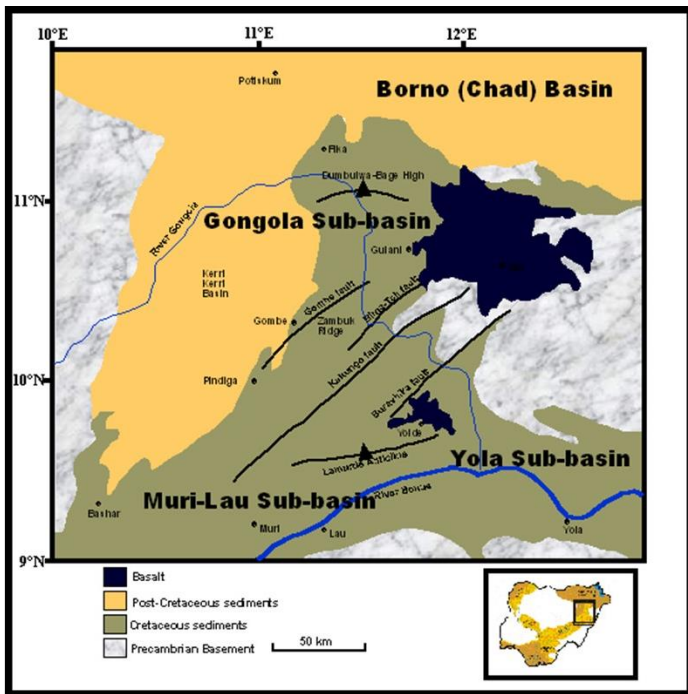 10°E
11°E
12°E
Potiskum
Borno (Chad) Basin
Fika
Dumbulwa-Bage High
11°N
Gongola Sub-basin
River Gongola
Gulani
Kerri
Kerri
Basin
Gombe fault
Gombe
Zambuk
Ridge
fault
10°N
Pindiga
Kaltungo fault
Burashika fault
Yolde
Lamurde Anticline
Yola Sub-basin
Muri-Lau Sub-basin
River Benue
Bashar
Muri
Lau
Yola
9°N
Basalt
Post-Cretaceous sediments
Cretaceous sediments
Precambrian Basement
50 km